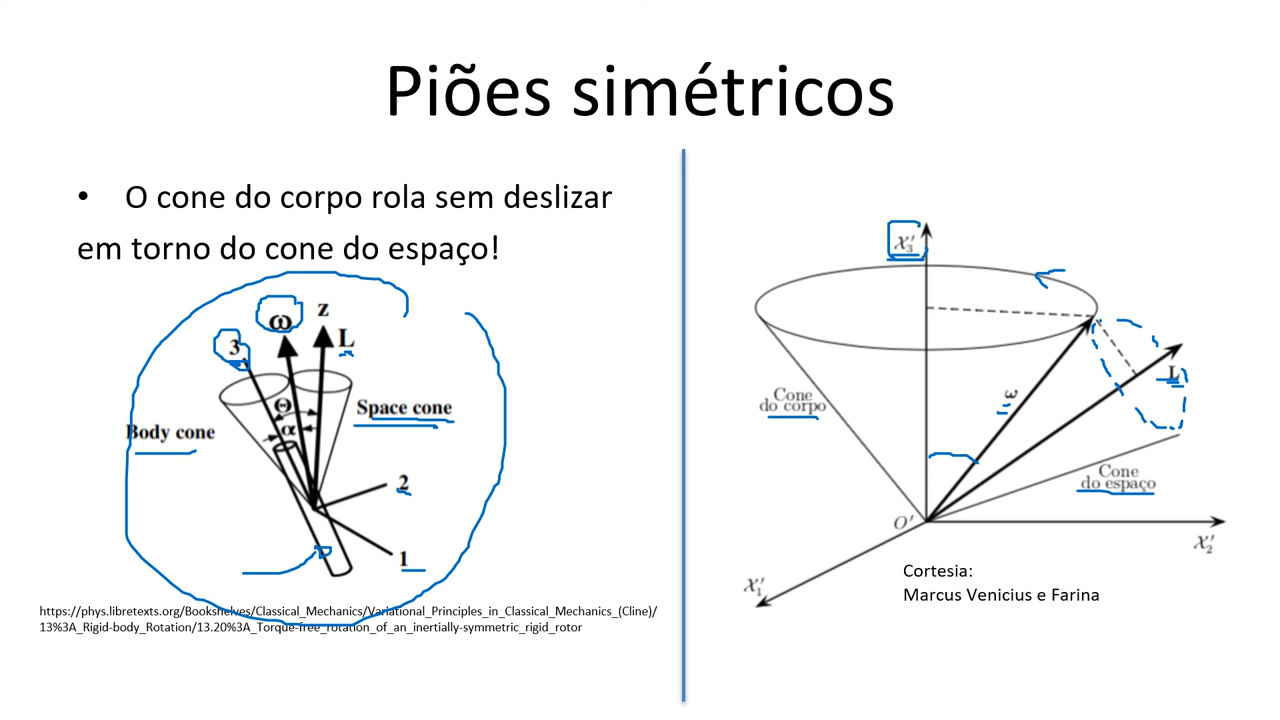 Piões simétricos
• O cone do corpo rola sem deslizar
em torno do cone do espaço!
ω
z
3
L
Θ
α
Space cone
Body cone
2
1
https://phys.libretexts.org/Bookshelves/Classical_Mechanics/Variational_Principles_in_Classical_Mechanics_(Cline)/
13%3A_Rigid-body_Rotation/13.20%3A_Torque-free_rotation_of_an_inertially-symmetric_rigid_rotor
X'3
L
ω
Cone
do corpo
Cone
do espaço
O'
X'2
X'1
Cortesia:
Marcus Venicius e Farina